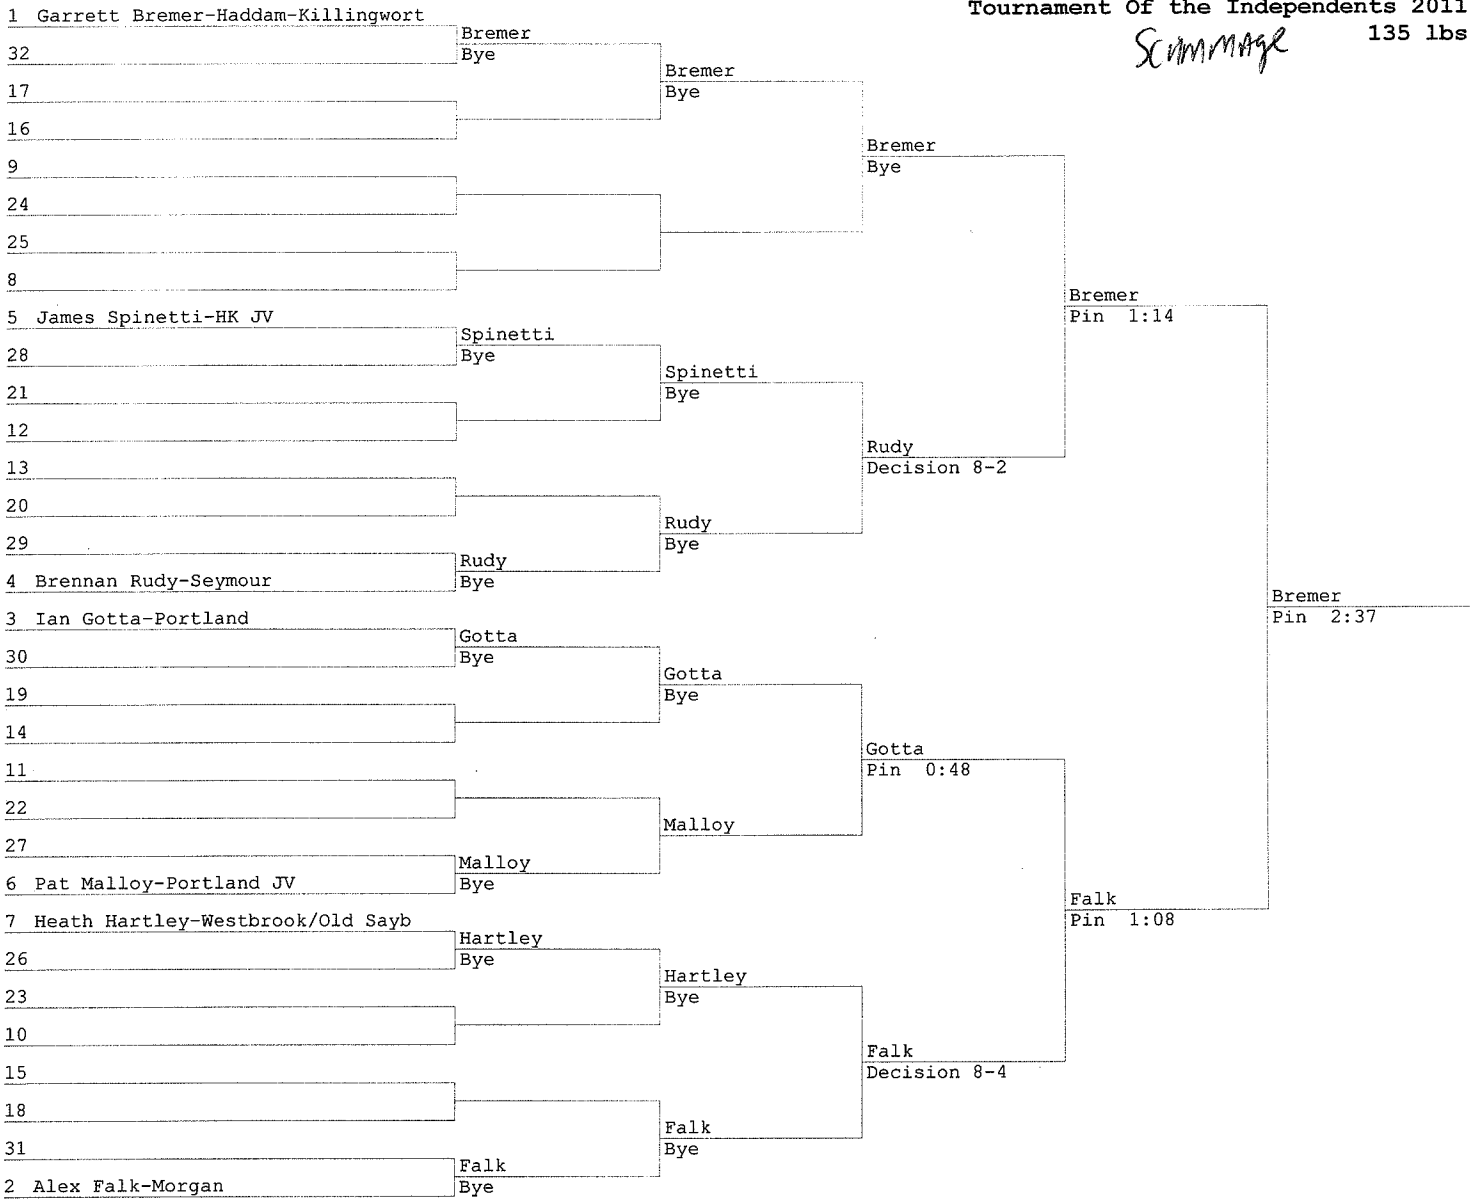 Tournament Of the Independents 2011
Scrimmage
135 lbs
1 Garrett Bremer-Haddam-Killingwort
Bremer
32
Bye
Bremer
17
Bye
16
Bremer
9
Bye
24
25
8
Bremer
5 James Spinetti-HK JV
Pin 1:14
Spinetti
28
Bye
Spinetti
21
Bye
12
Rudy
13
Decision 8-2
20
Rudy
29
Bye
Rudy
4 Brennan Rudy-Seymour
Bye
Bremer
3 Ian Gotta-Portland
Pin 2:37
Gotta
30
Bye
Gotta
19
Bye
14
Gotta
11
Pin 0:48
22
Malloy
27
Malloy
6 Pat Malloy-Portland JV
Bye
Falk
7 Heath Hartley-Westbrook/Old Sayb
Pin 1:08
Hartley
26
Bye
Hartley
23
Bye
10
Falk
15
Decision 8-4
18
Falk
31
Bye
Falk
2 Alex Falk-Morgan
Bye